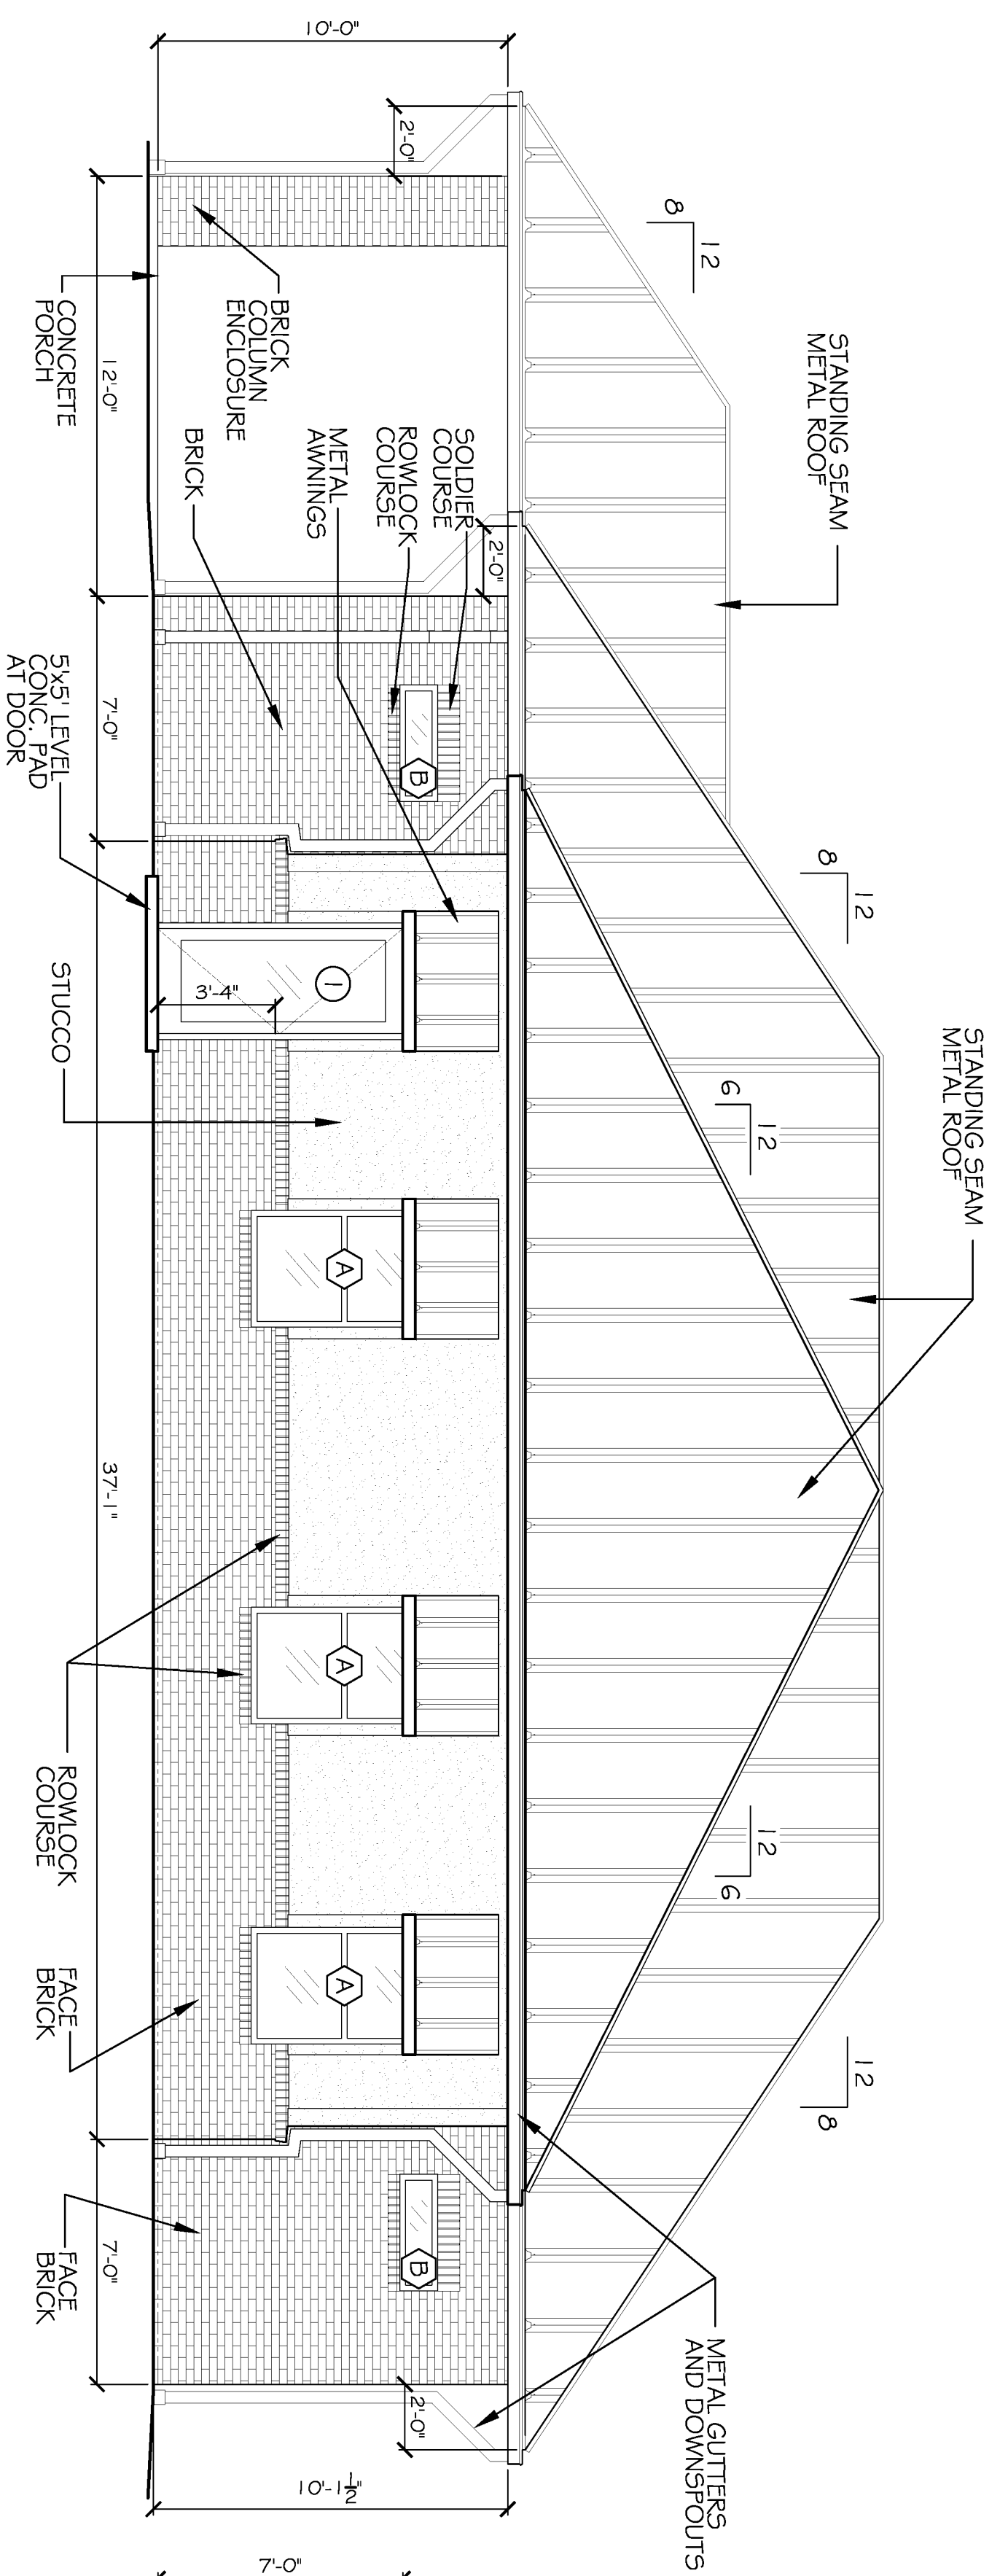 STANDING SEAM
METAL ROOF
STANDING SEAM
METAL ROOF
12
8
12
8
12
6
12
6
12
8
METAL GUTTERS
AND DOWNSPOUTS
10'-0"
2'-0"
2'-0"
2'-0"
10'-1 1/2"
7'-0"
SOLDIER
COURSE
ROWLOCK
COURSE
METAL
AWNINGS
BRICK
BRICK
COLUMN
ENCLOSURE
B
1
3'-4"
A
A
A
B
12'-0"
7'-0"
37'-1"
7'-0"
CONCRETE
PORCH
5'x5' LEVEL
CONC. PAD
AT DOOR
STUCCO
ROWLOCK
COURSE
FACE
BRICK
FACE
BRICK